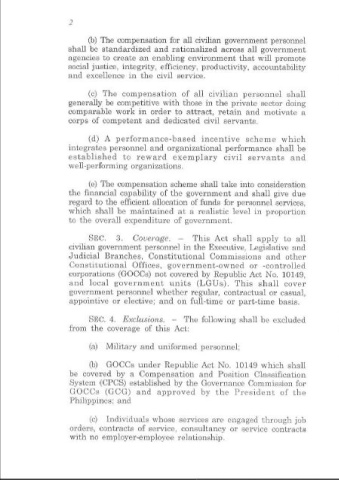 2
(b) The compensation for all civilian government personnel
shall be standardized and rationalized across all government
agencies to create an enabling environment that will promote
social justice, integrity, efficiency, productivity, accountability
and excellence in the civil service.
(c) The compensation of all civilian personnel shall
generally be competitive with those in the private sector doing
comparable work in order to attract, retain and motivate a
corps of competent and dedicated civil servants.
(d) A performance-based incentive scheme which
integrates personnel and organizational performance shall be
established to reward exemplary civil servants and
well-performing organizations.
(e) The compensation scheme shall take into consideration
the financial capability of the government and shall give due
regard to the efficient allocation of funds for personnel services,
which shall be maintained at a realistic level in proportion
to the overall expenditure of government.
SEC. 3. Coverage. – This Act shall apply to all
civilian government personnel in the Executive, Legislative and
Judicial Branches, Constitutional Commissions and other
Constitutional Offices, government-owned or -controlled
corporations (GOCCs) not covered by Republic Act No. 10149,
and local government units (LGUs). This shall cover
government personnel whether regular, contractual or casual,
appointive or elective; and on full-time or part-time basis.
SEC. 4. Exclusions. – The following shall be excluded
from the coverage of this Act:
(a) Military and uniformed personnel;
(b) GOCCs under Republic Act No. 10149 which shall
be covered by a Compensation and Position Classification
System (CPCS) established by the Governance Commission for
GOCCs (GCG) and approved by the President of the
Philippines; and
(c) Individuals whose services are engaged through job
orders, contracts of service, consultancy or service contracts
with no employer-employee relationship.